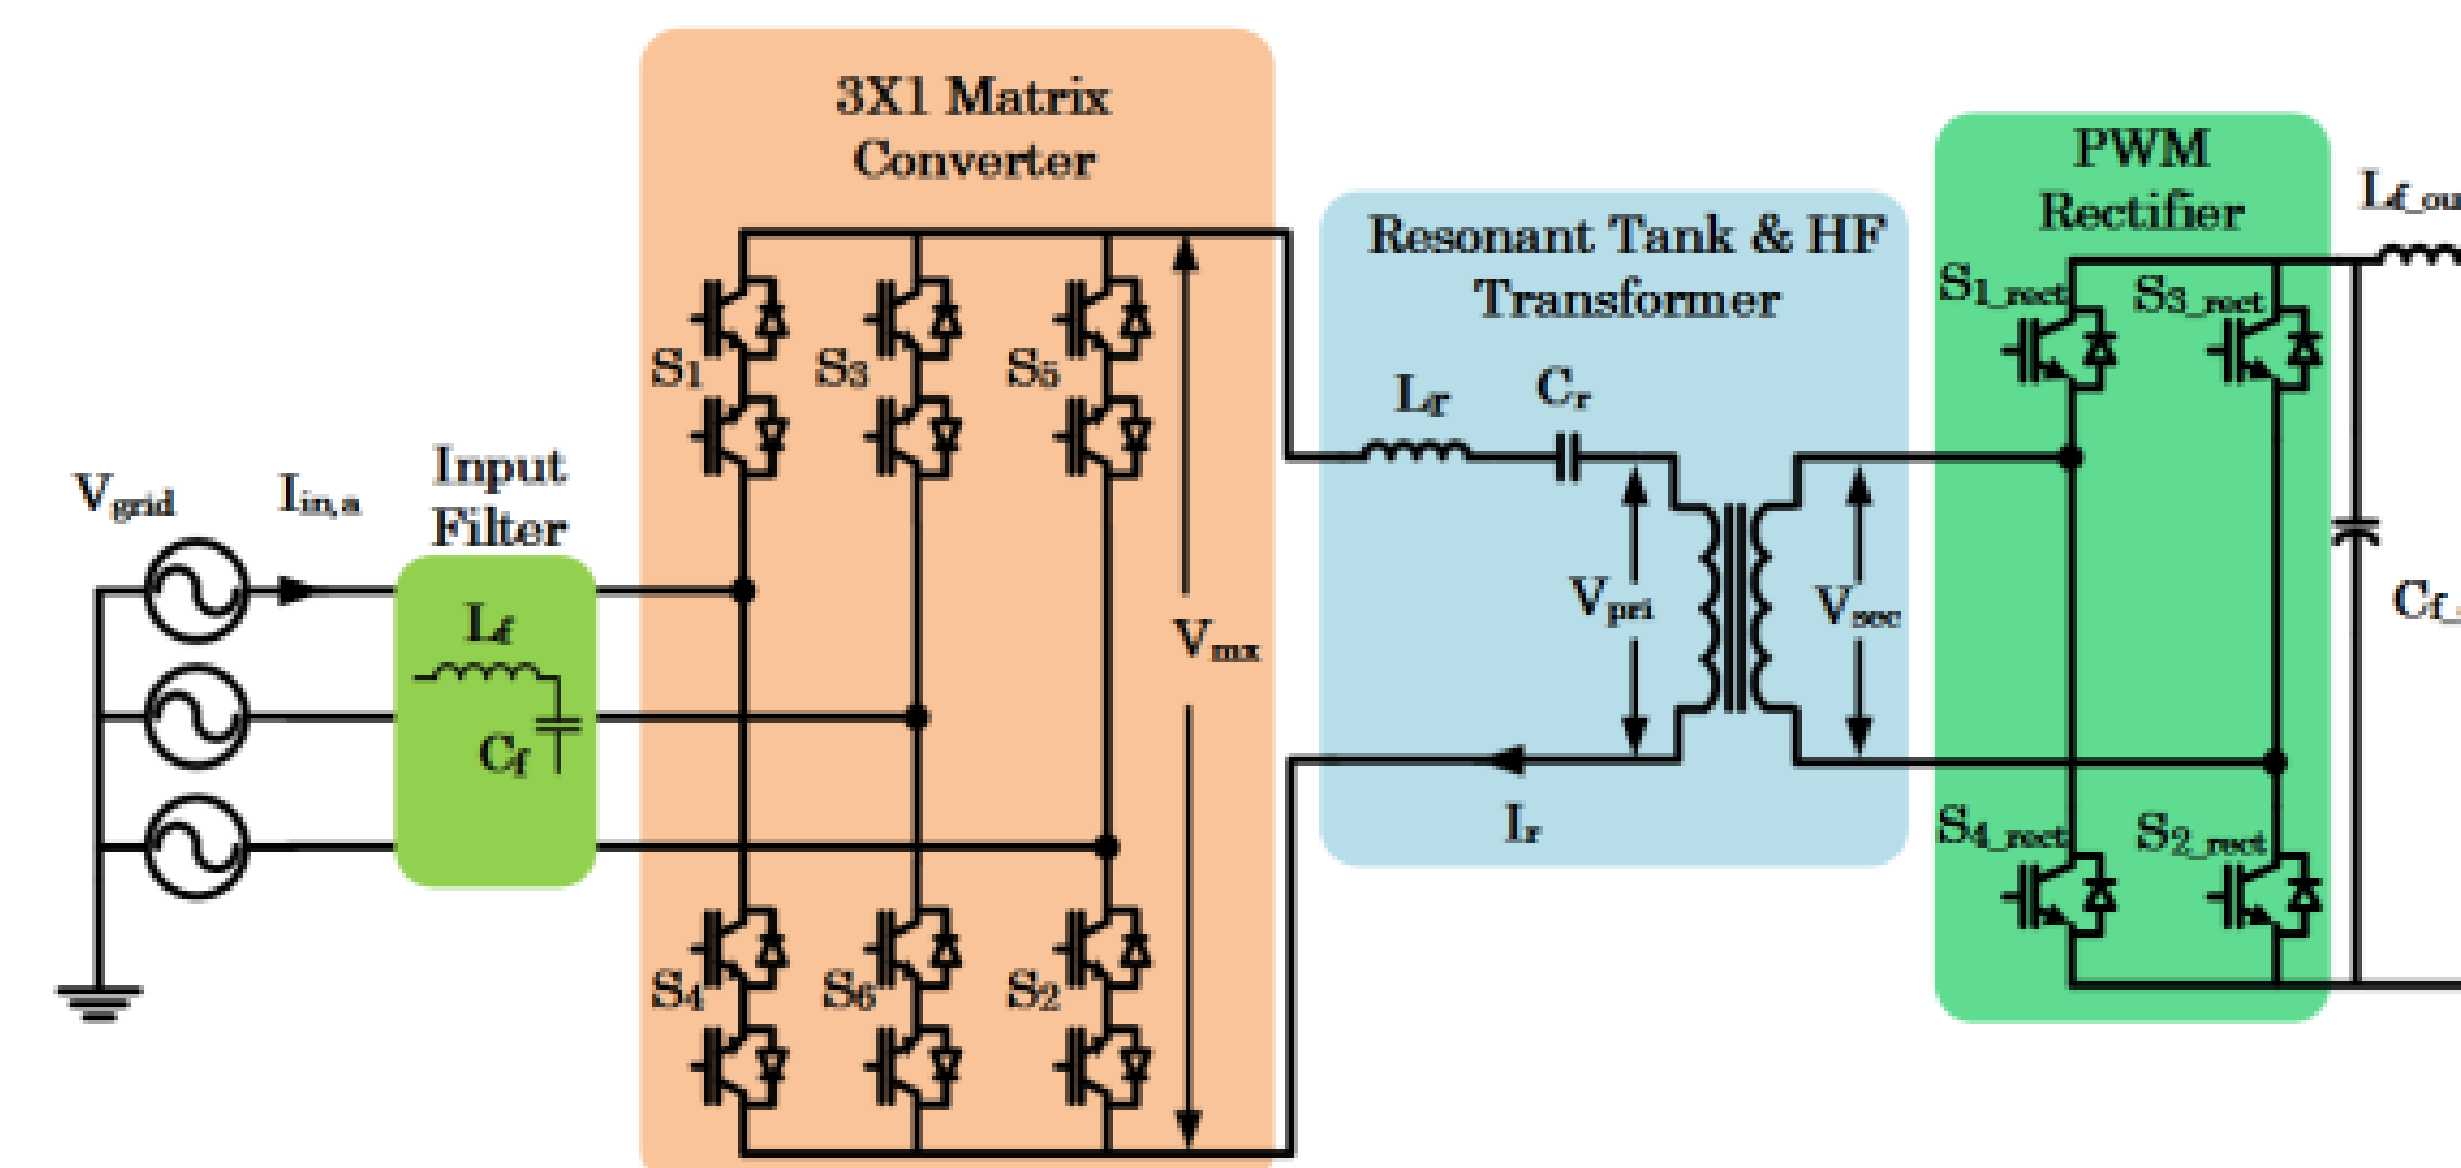 3X1 Matrix
Converter
PWM
Rectifier
Resonant Tank & HF
Transformer
Input
Filter
Vgrid
Iin,a
Lf
Cf
S1
S3
S5
S4
S6
S2
Vmx
Cr
Vpri
Vsec
Ir
S1_rect
S3_rect
S4_rect
S2_rect